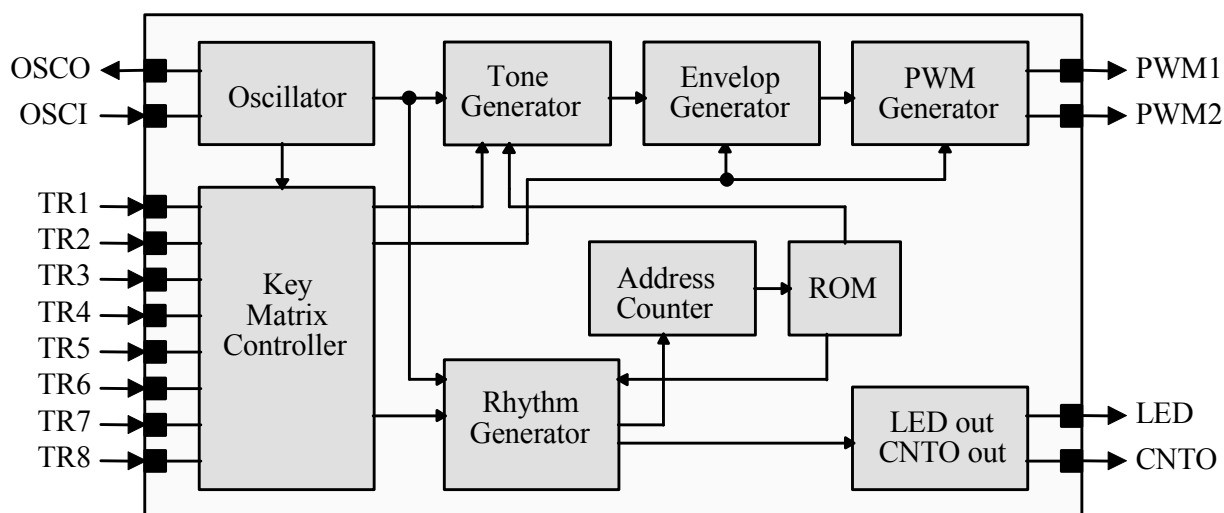 OSCO
OSCI
TR1
TR2
TR3
TR4
TR5
TR6
TR7
TR8
Oscillator
Key
Matrix
Controller
Tone
Generator
Envelop
Generator
PWM
Generator
Address
Counter
ROM
Rhythm
Generator
LED out
CNTO out
PWM1
PWM2
LED
CNTO